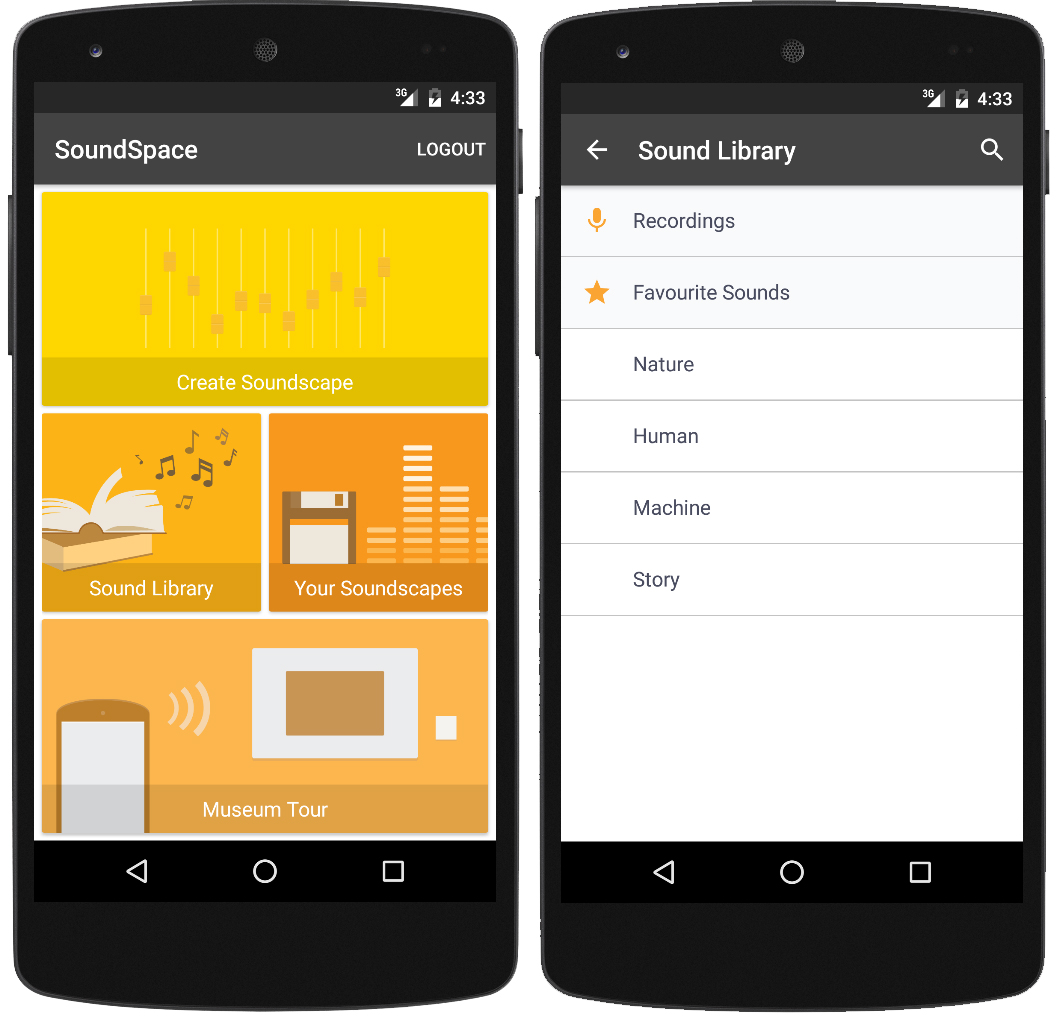 3G 4:33
SoundSpace LOGOUT
Create Soundscape
Sound Library Your Soundscapes
Museum Tour
3G 4:33
Sound Library
Recordings
Favourite Sounds
Nature
Human
Machine
Story